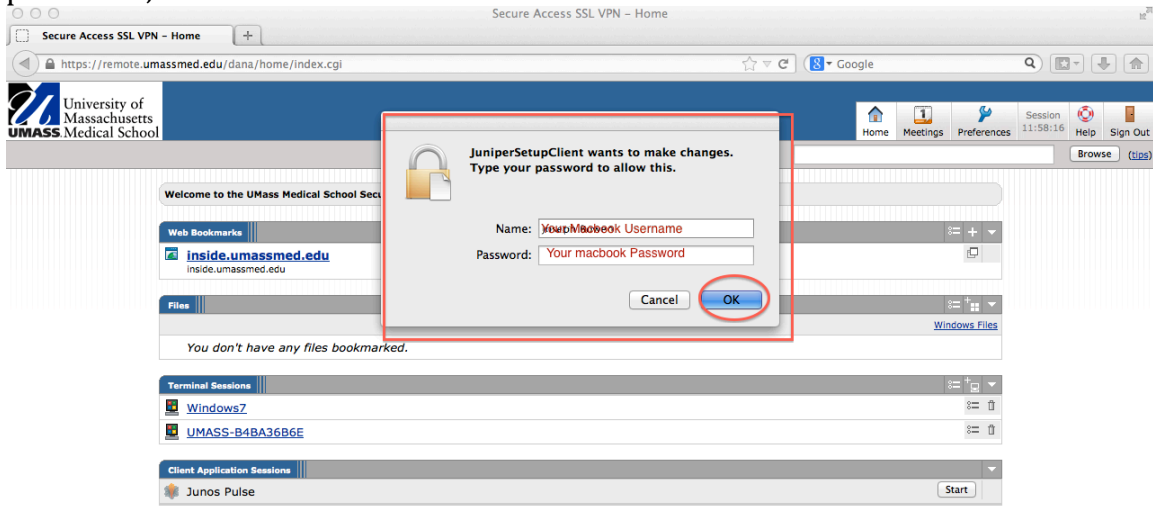 Secure Access SSL VPN – Home
Secure Access SSL VPN – Home
https://remote.umassmed.edu/dana/home/index.cgi
Google
University of
Massachusetts
UMASS Medical School
Home
Meetings
Preferences
Session
11:58:16
Help
Sign Out
Browse
(tips)
JuniperSetupClient wants to make changes.
Type your password to allow this.
Name: Your Macbook Username
Password: Your macbook Password
Cancel
OK
Welcome to the UMass Medical School
Web Bookmarks
inside.umassmed.edu
inside.umassmed.edu
Files
Windows Files
You don't have any files bookmarked.
Terminal Sessions
Windows7
UMASS-B4BA36B6E
Client Application Sessions
Junos Pulse
Start